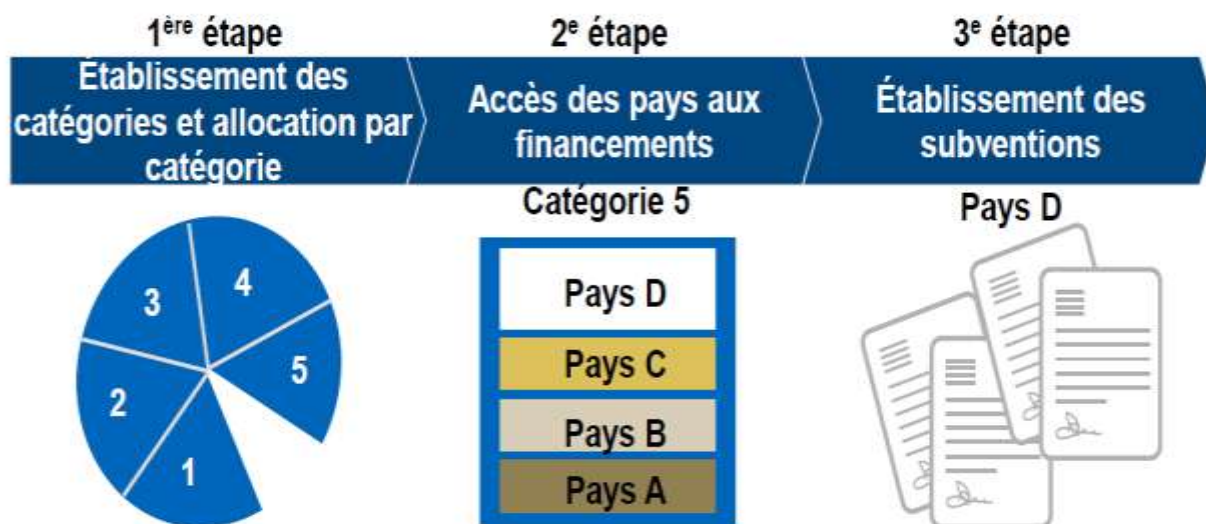 1ère étape
2e étape
3e étape
Établissement des
catégories et allocation par
catégorie
Accès des pays aux
financements
Établissement des
subventions
Catégorie 5
Pays D
1
2
3
4
5
Pays D
Pays C
Pays B
Pays A